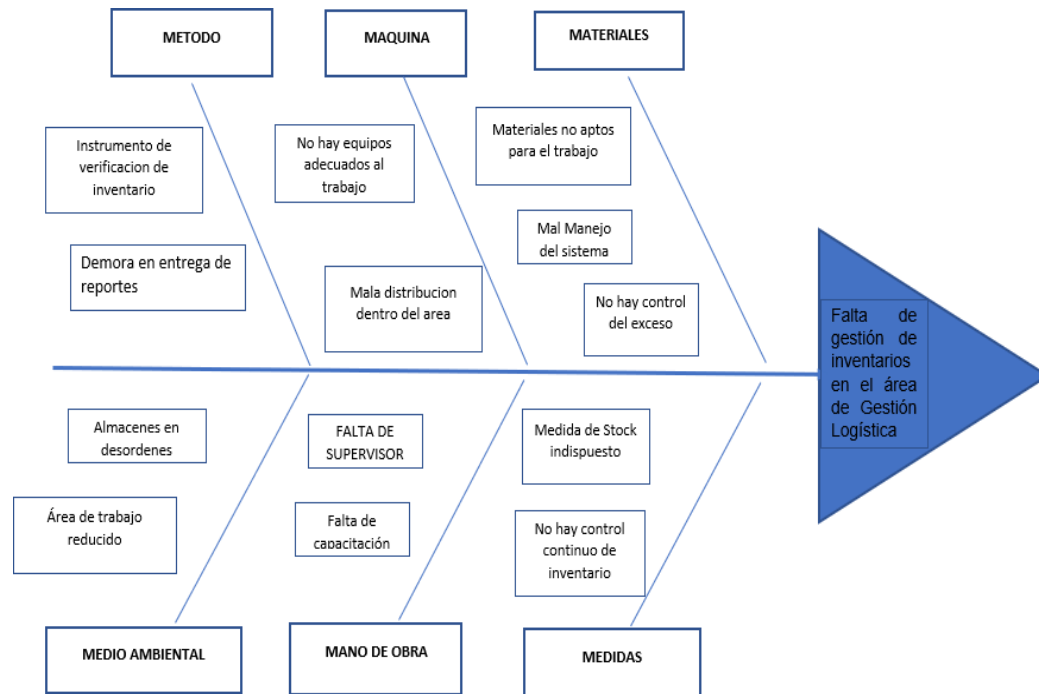 METODO
MAQUINA
MATERIALES
Instrumento de
verificacion de
inventario
No hay equipos
adecuados al
trabajo
Materiales no aptos
para el trabajo
Mal Manejo
del sistema
Demora en entrega de
reportes
Mala distribucion
dentro del area
No hay control
del exceso
Falta de
gestión de
inventarios
en el área
de Gestión
Logística
Almacenes en
desordenes
FALTA DE
SUPERVISOR
Medida de Stock
indispuesto
Área de trabajo
reducido
Falta de
capacitación
No hay control
continuo de
inventario
MEDIO AMBIENTAL
MANO DE OBRA
MEDIDAS